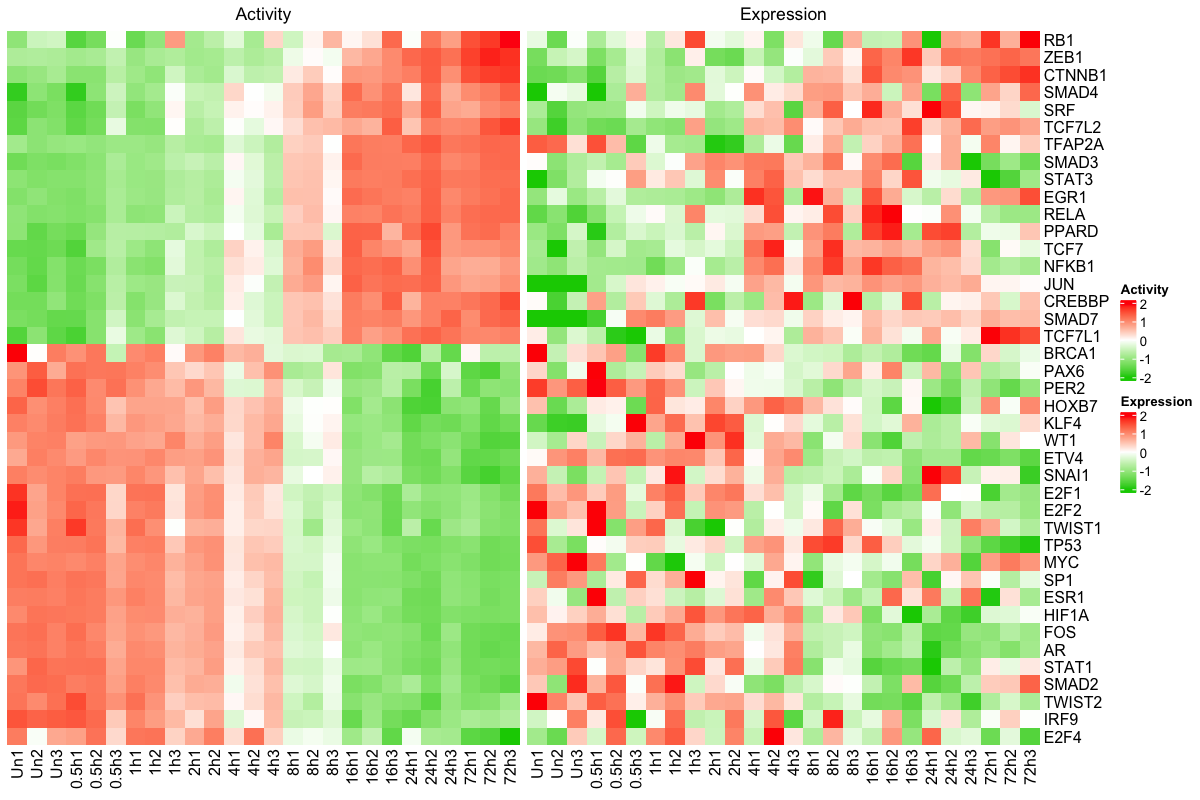 Activity
Expression
RB1
ZEB1
CTNNB1
SMAD4
SRF
TCF7L2
TFAP2A
SMAD3
STAT3
EGR1
RELA
PPARD
TCF7
NFKB1
JUN
CREBBP
SMAD7
TCF7L1
BRCA1
PAX6
PER2
HOXB7
KLF4
WT1
ETV4
SNAI1
E2F1
E2F2
TWIST1
TP53
MYC
SP1
ESR1
HIF1A
FOS
AR
STAT1
SMAD2
TWIST2
IRF9
E2F4
Activity
2
1
0
-1
-2
Expression
2
1
0
-1
-2
Un1 Un2 Un3 0.5h1 0.5h2 0.5h3 1h1 1h2 1h3 2h1 2h2 4h1 4h2 4h3 8h1 8h2 8h3 16h1 16h2 16h3 24h1 24h2 24h3 72h1 72h2 72h3
Un1 Un2 Un3 0.5h1 0.5h2 0.5h3 1h1 1h2 1h3 2h1 2h2 4h1 4h2 4h3 8h1 8h2 8h3 16h1 16h2 16h3 24h1 24h2 24h3 72h1 72h2 72h3